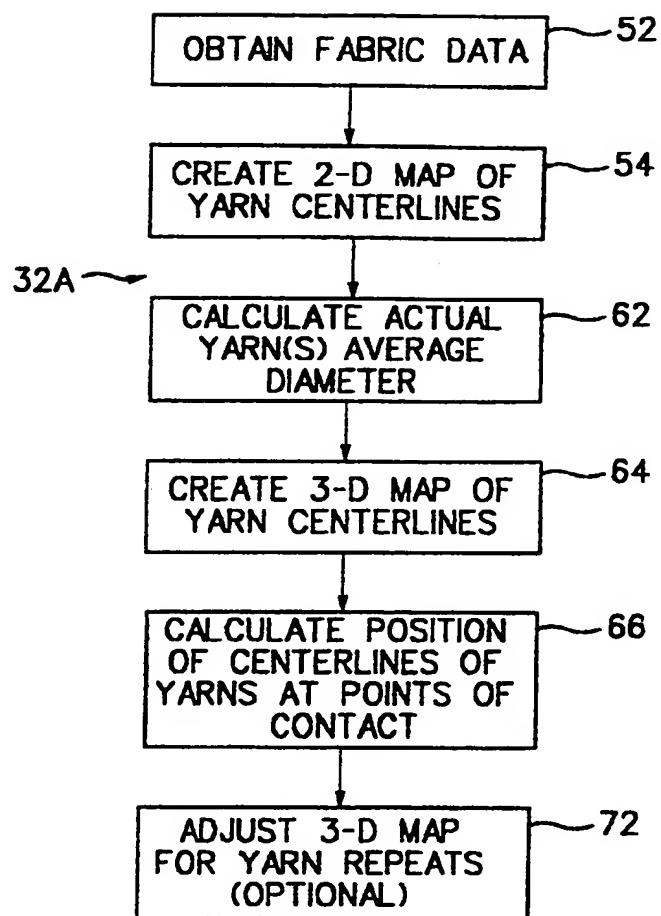 OBTAIN FABRIC DATA
52
CREATE 2-D MAP OF
YARN CENTERLINES
54
32A
CALCULATE ACTUAL
YARN(S) AVERAGE
DIAMETER
62
CREATE 3-D MAP OF
YARN CENTERLINES
64
CALCULATE POSITION
OF CENTERLINES OF
YARNS AT POINTS OF
CONTACT
66
ADJUST 3-D MAP
FOR YARN REPEATS
(OPTIONAL)
72